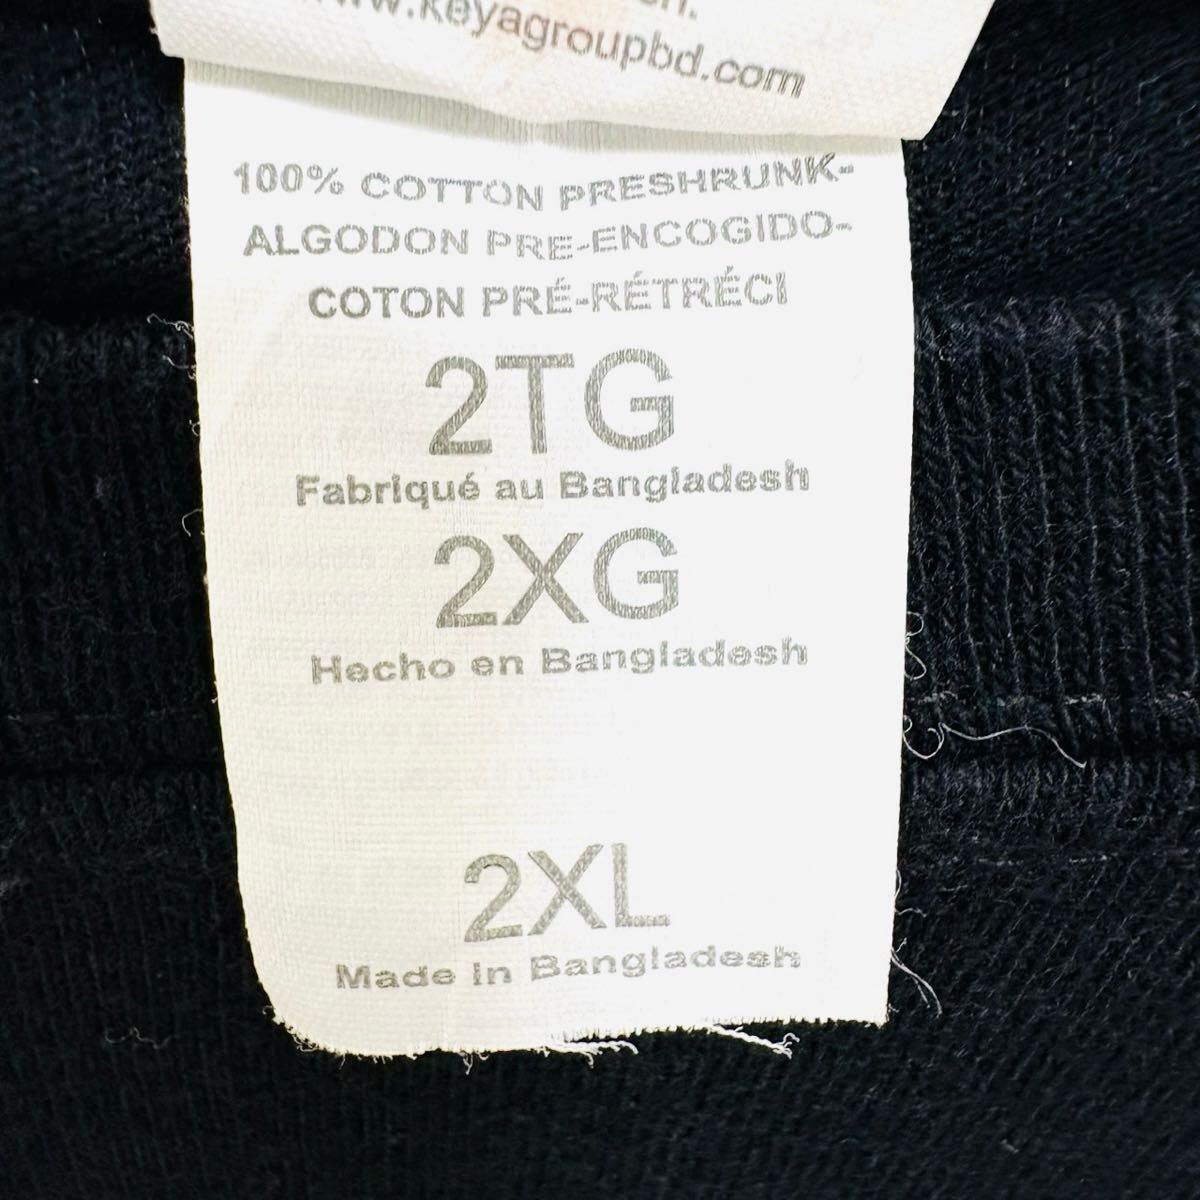 www.keyagroupbd.com
100% COTTON PRESHRUNK-
ALGODON PRE-ENCOGIDO-
COTON PRÉ-RÉTRÉCI
2TG
Fabriqué au Bangladesh
2XG
Hecho en Bangladesh
2XL
Made in Bangladesh